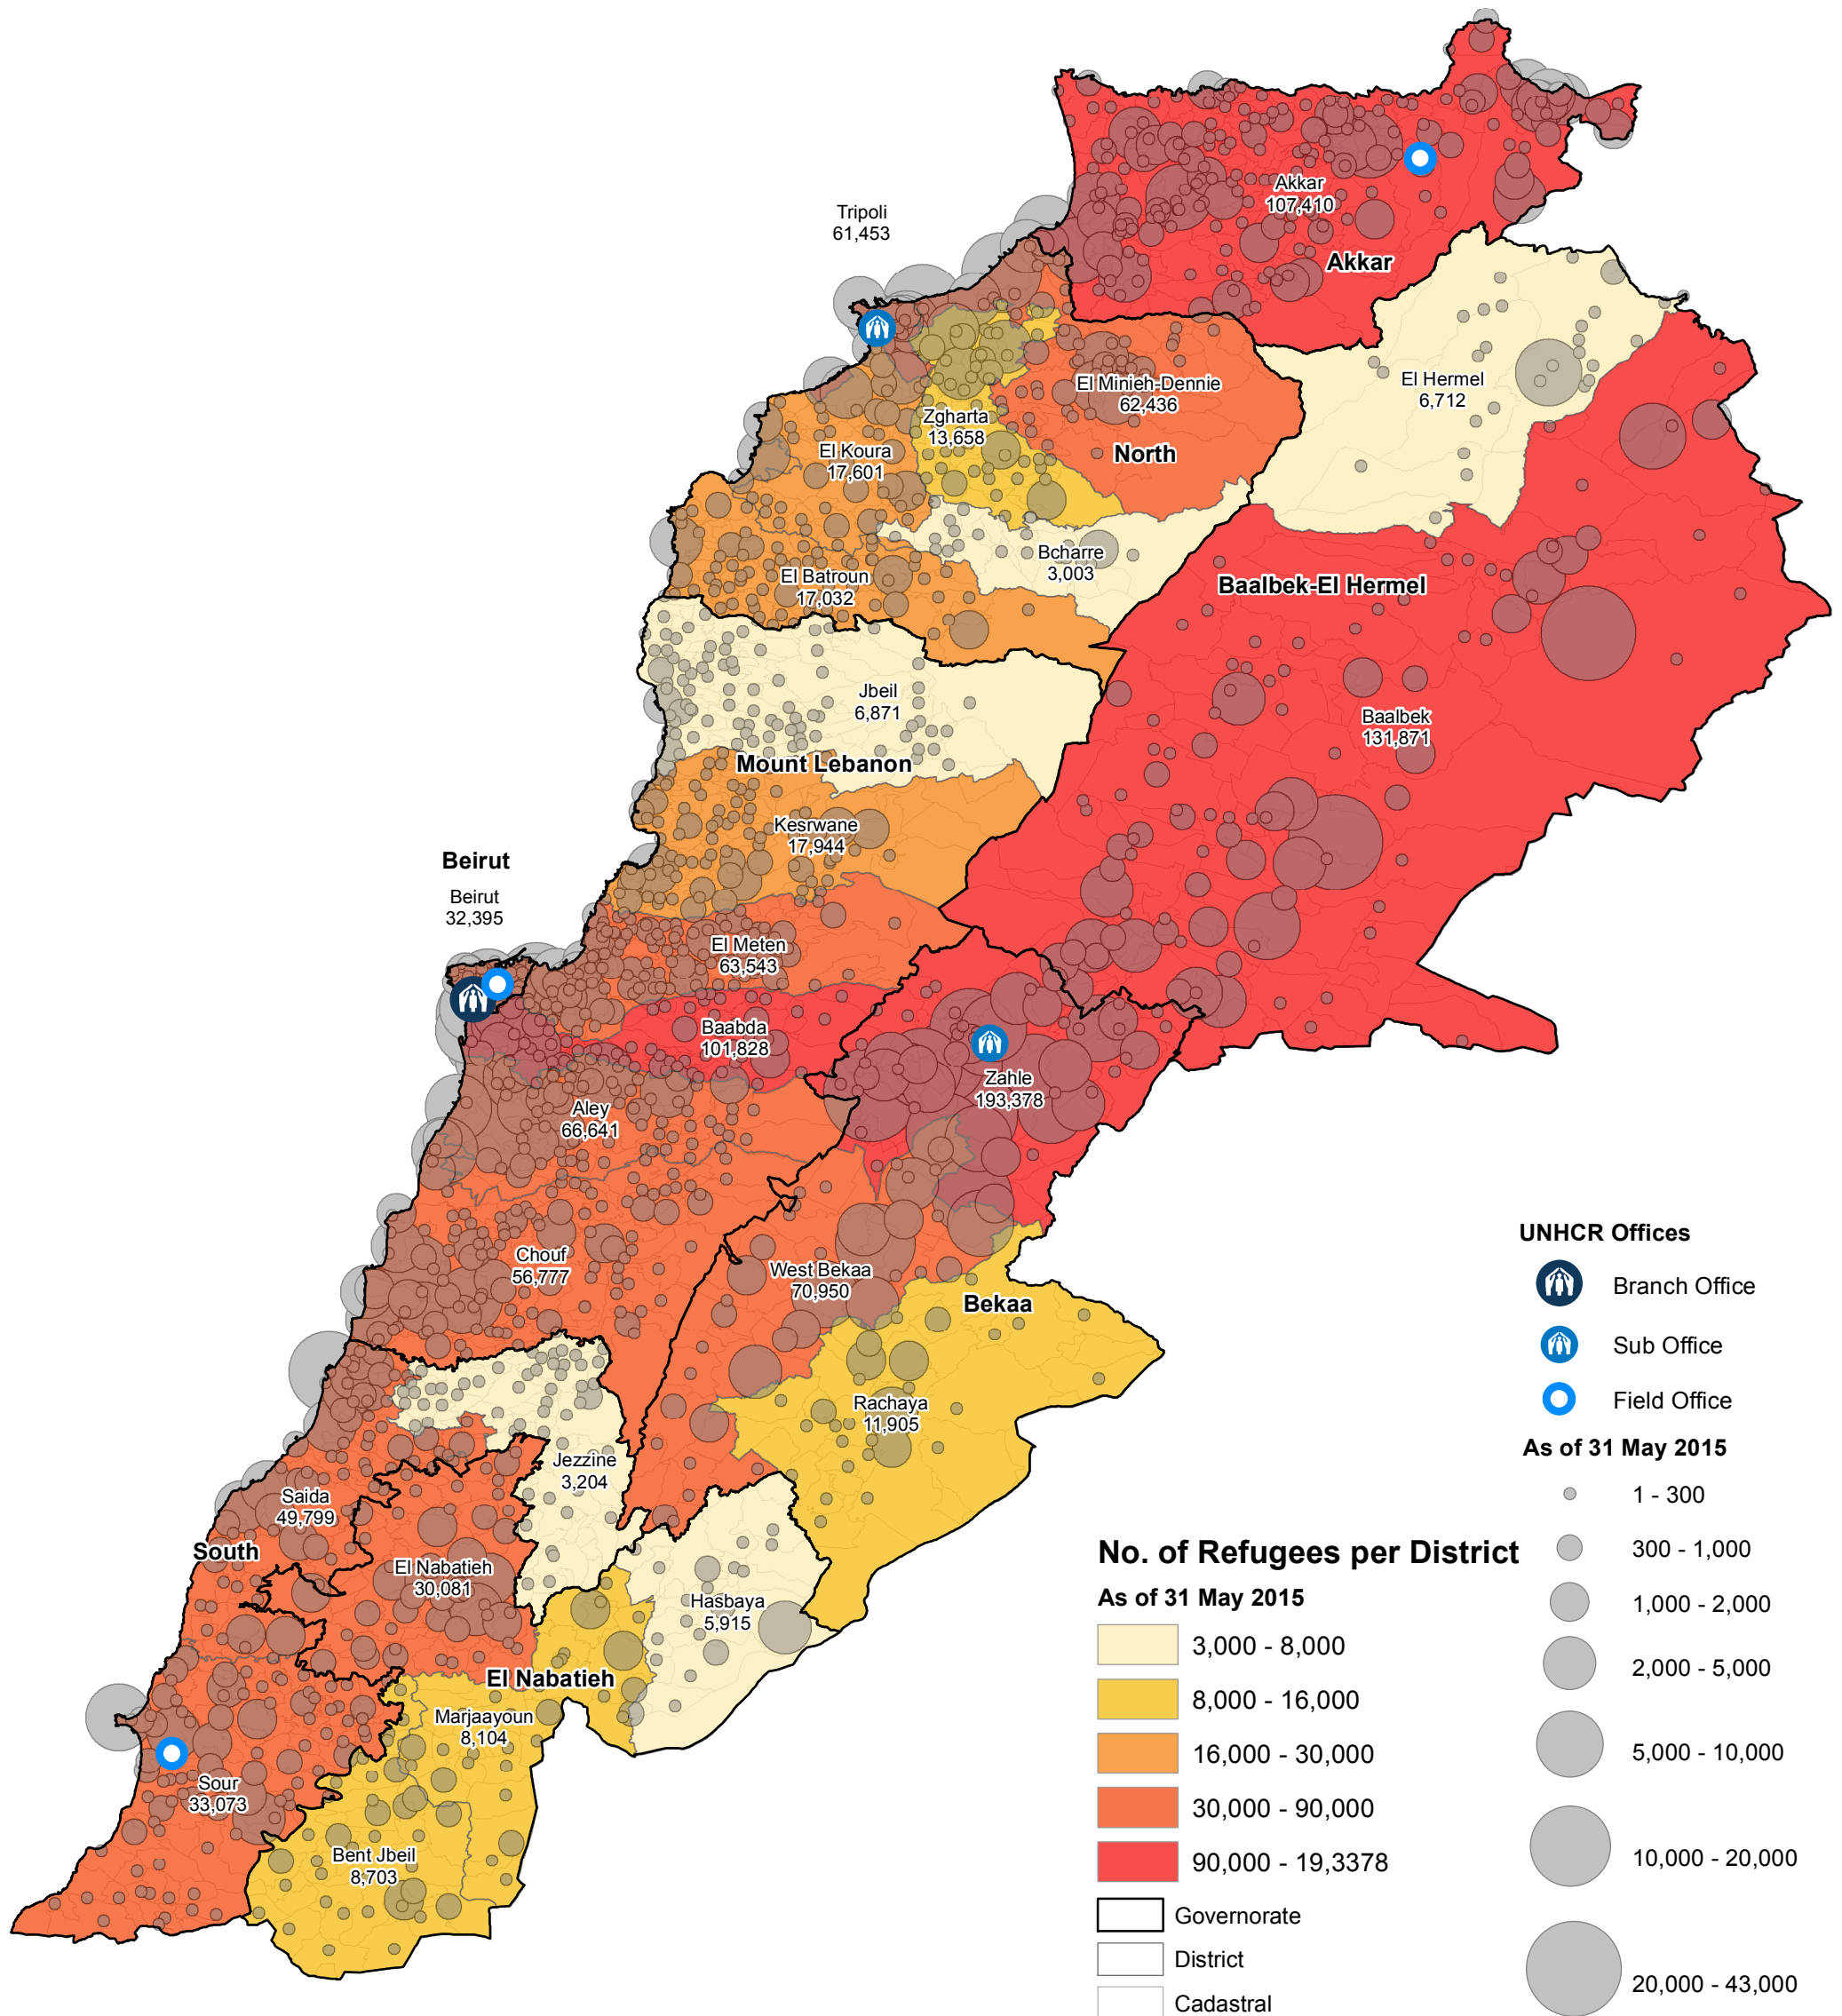 Akkar
107,410
Akkar
Tripoli
61,453
El Hermel
6,712
El Minieh-Dennie
62,436
Zgharta
13,658
North
El Koura
17,601
Bcharre
3,003
El Batroun
17,032
Baalbek-El Hermel
Jbeil
6,871
Baalbek
131,871
Mount Lebanon
Kesrwane
17,944
Beirut
Beirut
32,395
El Meten
63,543
Baabda
101,828
Zahle
193,378
Aley
66,641
Chouf
56,777
West Bekaa
70,950
Bekaa
Rachaya
11,905
Jezzine
3,204
Saida
49,799
South
El Nabatieh
30,081
Hasbaya
5,915
El Nabatieh
Marjaayoun
8,104
Sour
33,073
Bent Jbeil
8,703
UNHCR Offices
Branch Office
Sub Office
Field Office
As of 31 May 2015
1 - 300
300 - 1,000
1,000 - 2,000
2,000 - 5,000
5,000 - 10,000
10,000 - 20,000
20,000 - 43,000
No. of Refugees per District
As of 31 May 2015
3,000 - 8,000
8,000 - 16,000
16,000 - 30,000
30,000 - 90,000
90,000 - 19,3378
Governorate
District
Cadastral